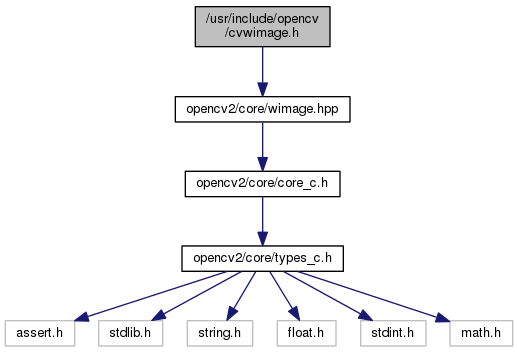 /usr/include/opencv
/cvwimage.h
opencv2/core/wimage.hpp
opencv2/core/core_c.h
opencv2/core/types_c.h
assert.h
stdlib.h
string.h
float.h
stdint.h
math.h